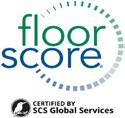 floor
score®
CERTIFIED BY
SCS Global Services